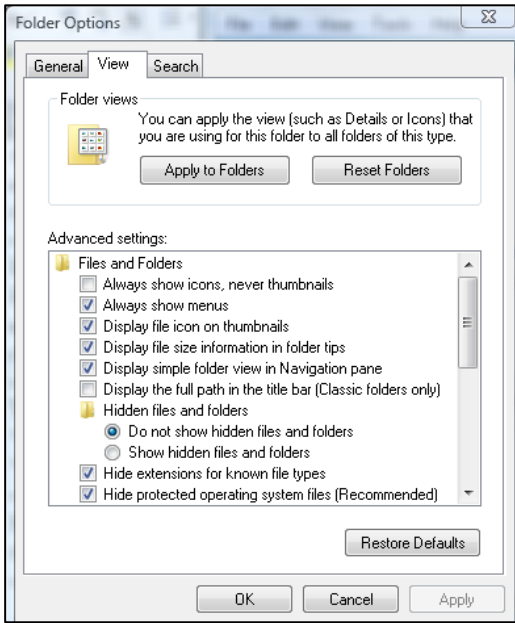 Folder Options
File Edit View Tools Help
General View Search
Folder views
You can apply the view (such as Details or Icons) that
you are using for this folder to all folders of this type.
Apply to Folders Reset Folders
Advanced settings:
Files and Folders
Always show icons, never thumbnails
Always show menus
Display file icon on thumbnails
Display file size information in folder tips
Display simple folder view in Navigation pane
Display the full path in the title bar (Classic folders only)
Hidden files and folders
Do not show hidden files and folders
Show hidden files and folders
Hide extensions for known file types
Hide protected operating system files (Recommended)
Restore Defaults
OK Cancel Apply